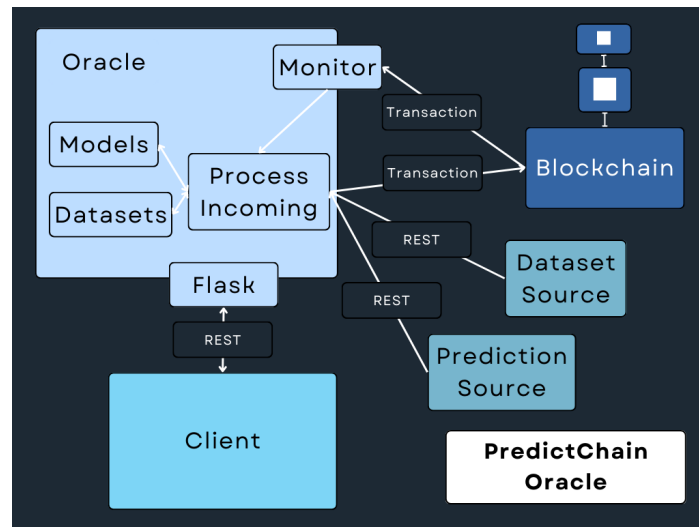 Oracle
Monitor
Transaction
Models
Process
Incoming
Transaction
Blockchain
Datasets
REST
Dataset
Source
Flask
REST
REST
Prediction
Source
Client
PredictChain
Oracle